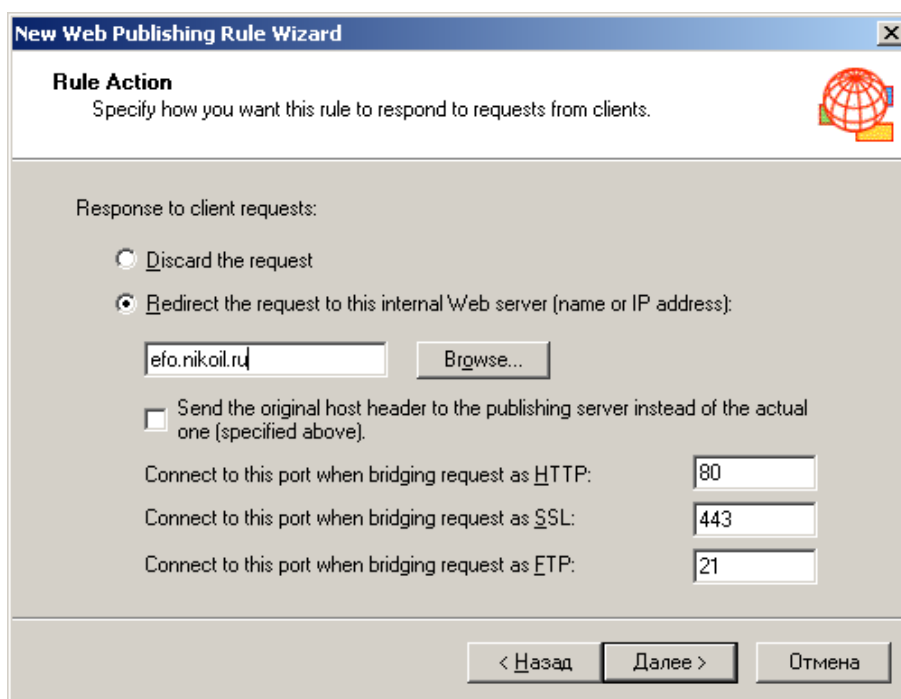 New Web Publishing Rule Wizard
Rule Action
Specify how you want this rule to respond to requests from clients.
Response to client requests:
Discard the request
Redirect the request to this internal Web server (name or IP address):
efo.nikoil.ru
Browse...
Send the original host header to the publishing server instead of the actual
one (specified above).
Connect to this port when bridging request as HTTP:
80
Connect to this port when bridging request as SSL:
443
Connect to this port when bridging request as FTP:
21
< Назад
Далее >
Отмена